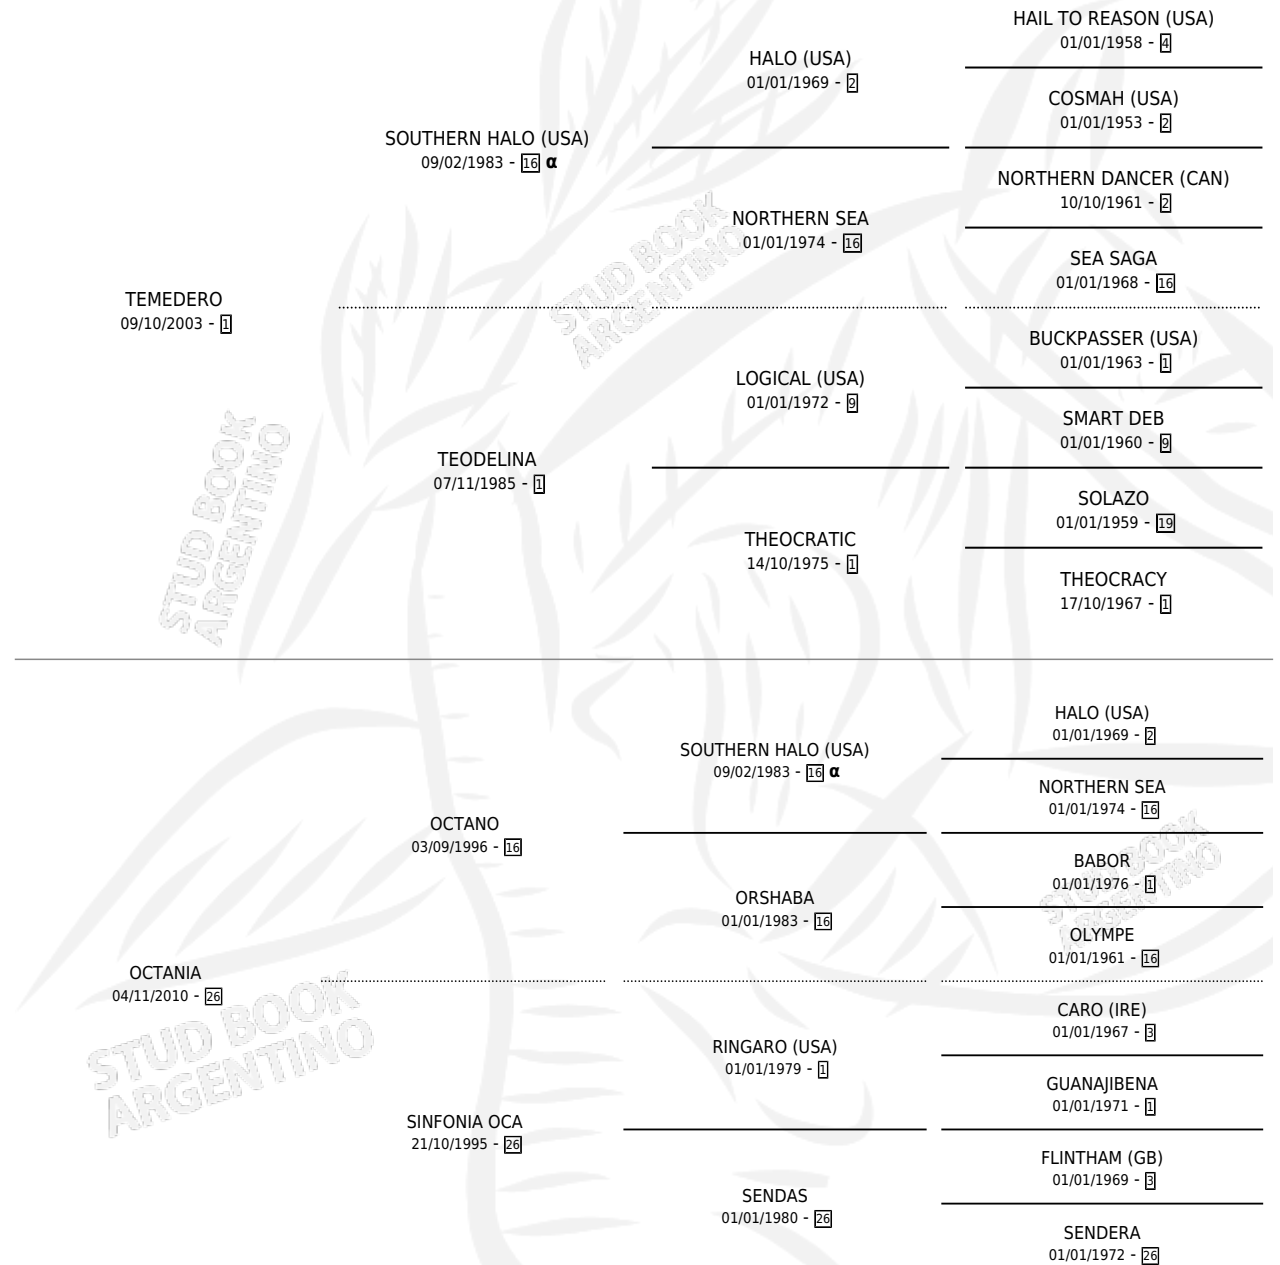 HAIL TO REASON (USA)
01/01/1958 - 4
HALO (USA)
01/01/1969 - 2
COSMAH (USA)
01/01/1953 - 2
SOUTHERN HALO (USA)
09/02/1983 - 16 α
NORTHERN DANCER (CAN)
10/10/1961 - 2
NORTHERN SEA
01/01/1974 - 16
SEA SAGA
01/01/1968 - 16
TEMEDERO
09/10/2003 - 1
BUCKPASSER (USA)
01/01/1963 - 1
LOGICAL (USA)
01/01/1972 - 9
SMART DEB
01/01/1960 - 9
TEODELINA
07/11/1985 - 1
SOLAZO
01/01/1959 - 19
THEOCRATIC
14/10/1975 - 1
THEOCRACY
17/10/1967 - 1
HALO (USA)
01/01/1969 - 2
SOUTHERN HALO (USA)
09/02/1983 - 16 α
NORTHERN SEA
01/01/1974 - 16
OCTANO
03/09/1996 - 16
BABOR
01/01/1976 - 1
ORSHABA
01/01/1983 - 16
OLYMPE
01/01/1961 - 16
OCTANIA
04/11/2010 - 26
CARO (IRE)
01/01/1967 - 3
RINGARO (USA)
01/01/1979 - 1
GUANAJIBENA
01/01/1971 - 1
SINFONIA OCA
21/10/1995 - 26
FLINTHAM (GB)
01/01/1969 - 3
SENDAS
01/01/1980 - 26
SENDERA
01/01/1972 - 26
STUD BOOK
ARGENTINO
STUD BOOK
ARGENTINO
STUD BOOK
ARGENTINO
STUD BOOK
ARGENTINO